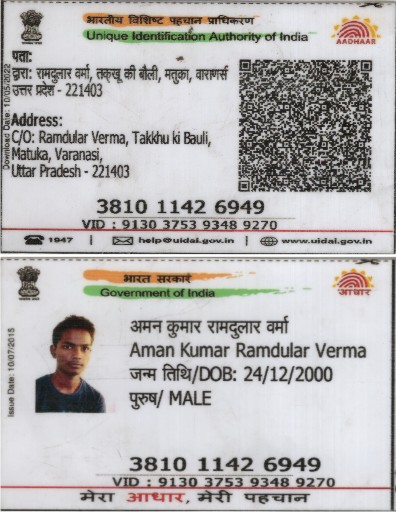 भारतीय विशिष्ट पहचान प्राधिकरण
Unique Identification Authority of India
AADHAAR
Download Date: 10/05/2022
पता:
द्वारा: रामदुलार वर्मा, तक्खू की बौली, मतुका, वाराणर्स
उत्तर प्रदेश - 221403
Address:
C/O: Ramdular Verma, Takkhu ki Bauli,
Matuka, Varanasi,
Uttar Pradesh - 221403
3810 1142 6949
VID : 9130 3753 9348 9270
1947 | help@uidai.gov.in | www.uidai.gov.in
भारत सरकार
Government of India
आधार
Issue Date: 10/07/2015
अमन कुमार रामदुलार वर्मा
Aman Kumar Ramdular Verma
जन्म तिथि/DOB: 24/12/2000
पुरुष/ MALE
3810 1142 6949
VID : 9130 3753 9348 9270
मेरा आधार, मेरी पहचान